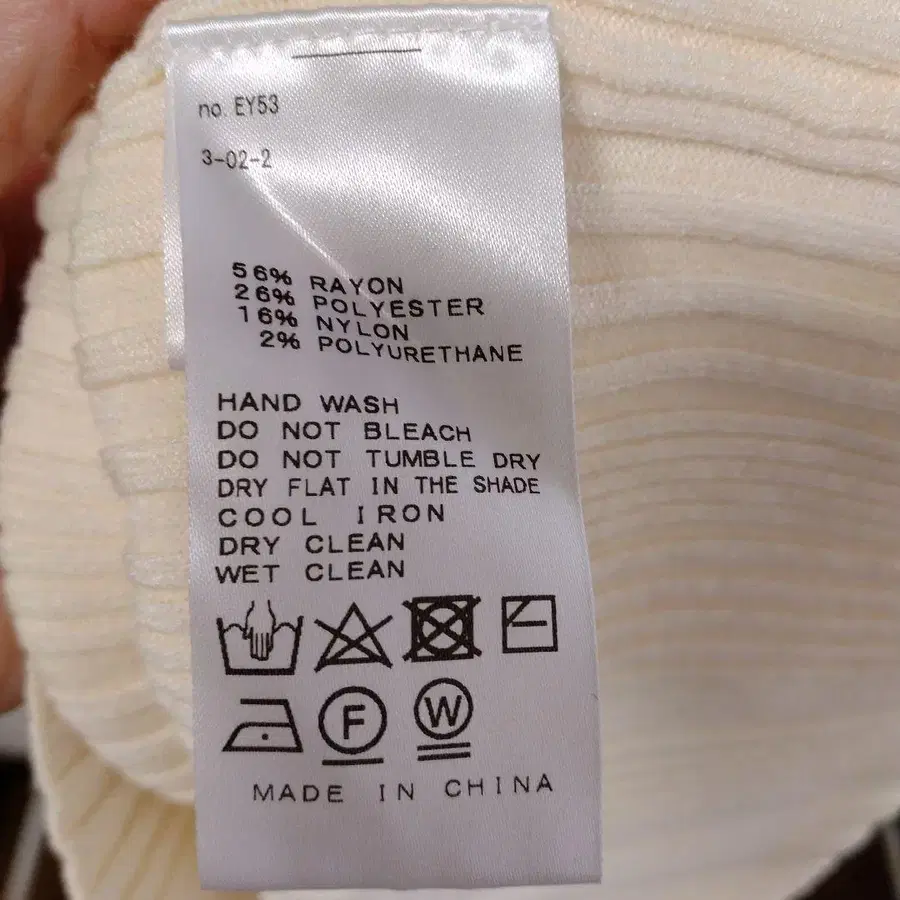 no. EY53
3-02-2
56% RAYON
26% POLYESTER
16% NYLON
2% POLYURETHANE
HAND WASH
DO NOT BLEACH
DO NOT TUMBLE DRY
DRY FLAT IN THE SHADE
COOL IRON
DRY CLEAN
WET CLEAN
F W
MADE IN CHINA